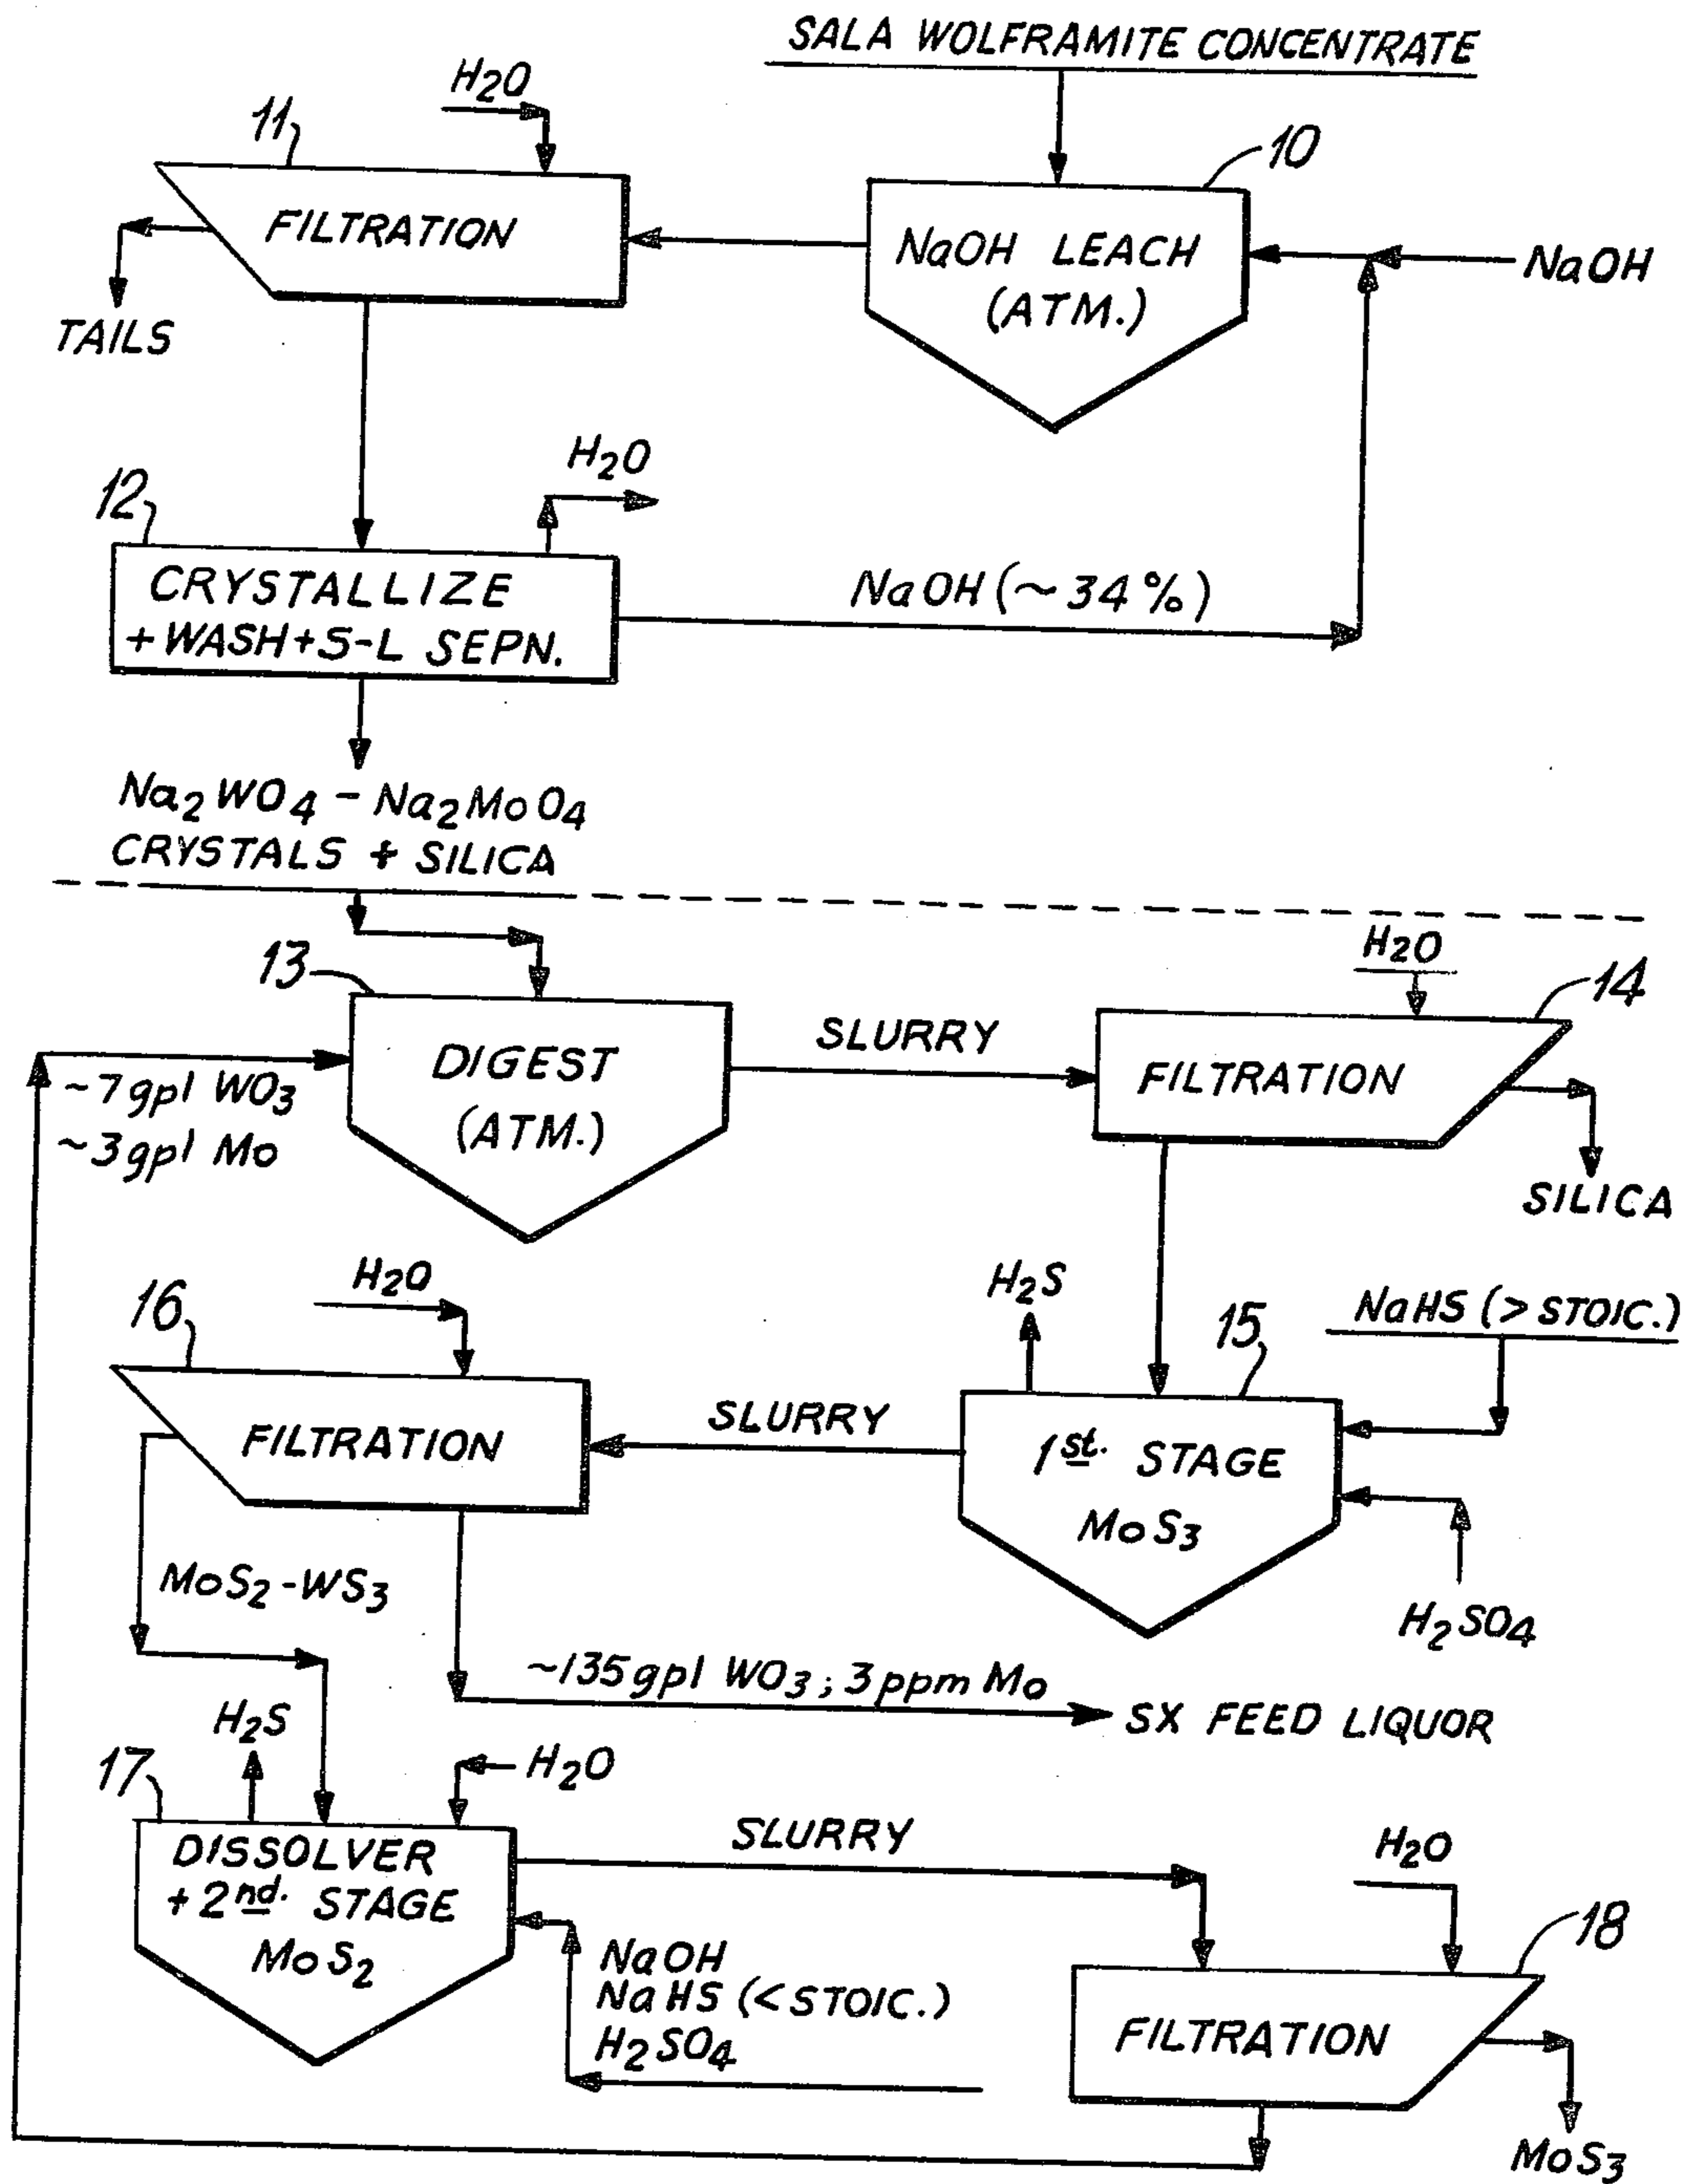 SALA WOLFRAMITE CONCENTRATE
H2O
11
10
FILTRATION
NaOH LEACH
(ATM.)
NaOH
TAILS
H2O
12
CRYSTALLIZE
+ WASH + S-L SEPN.
NaOH (~34%)
Na2WO4 - Na2MoO4
CRYSTALS + SILICA
13
H2O
14
DIGEST
(ATM.)
SLURRY
FILTRATION
~7gpl WO3
~3gpl Mo
SILICA
H2O
16
H2S
15
NaHS (> STOIC.)
FILTRATION
SLURRY
1st. STAGE
MoS3
H2SO4
MoS2-WS3
~135gpl WO3; 3ppm Mo
SX FEED LIQUOR
H2S
17
H2O
DISSOLVER
+ 2nd. STAGE
MoS2
SLURRY
H2O
18
NaOH
NaHS (< STOIC.)
H2SO4
FILTRATION
MoS3